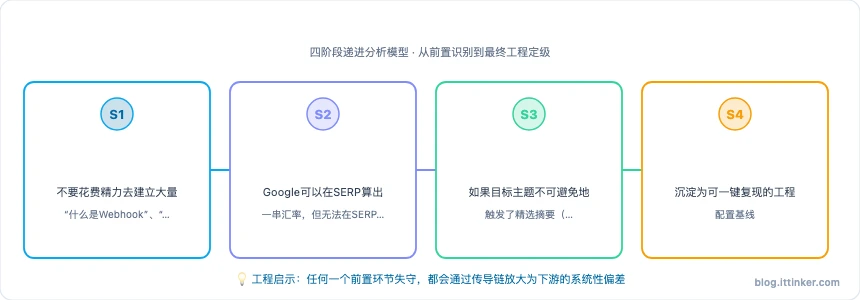 四阶段递进分析模型 · 从前置识别到最终工程定级
S1
不要花费精力去建立大量
“什么是Webhook”、“...
S2
Google可以在SERP算出
一串汇率，但无法在SERP...
S3
如果目标主题不可避免地
触发了精选摘要（...
S4
沉淀为可一键复现的工程
配置基线
💡 工程启示：任何一个前置环节失守，都会通过传导链放大为下游的系统性偏差
blog.ittinker.com